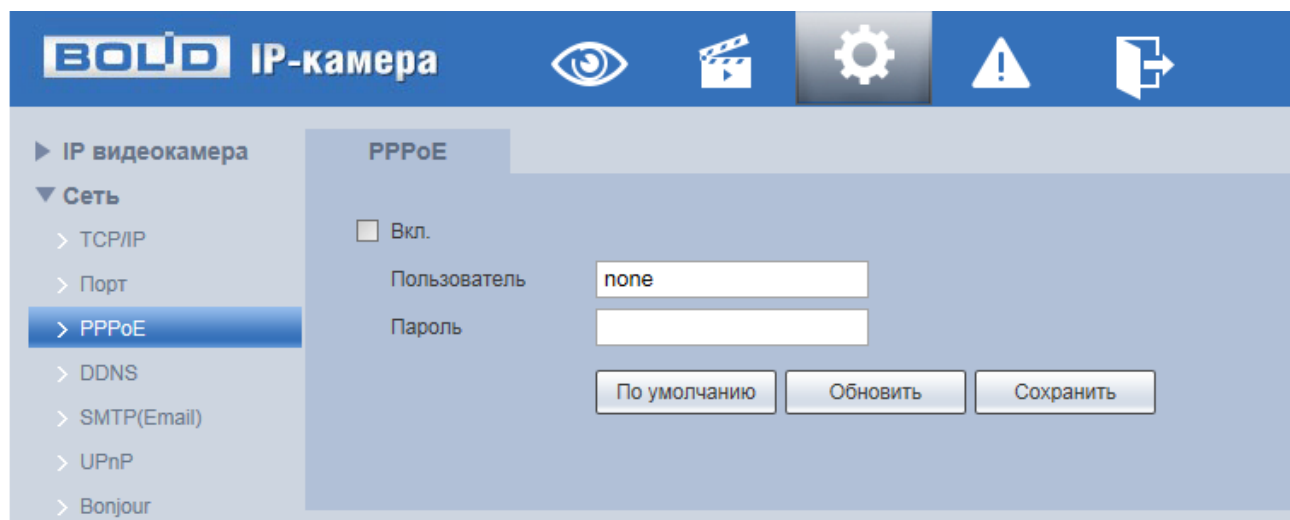 BOLID IP-камера
IP видеокамера
Сеть
TCP/IP
Порт
PPPoE
DDNS
SMTP(Email)
UPnP
Bonjour
PPPoE
Вкл.
Пользователь none
Пароль
По умолчанию Обновить Сохранить